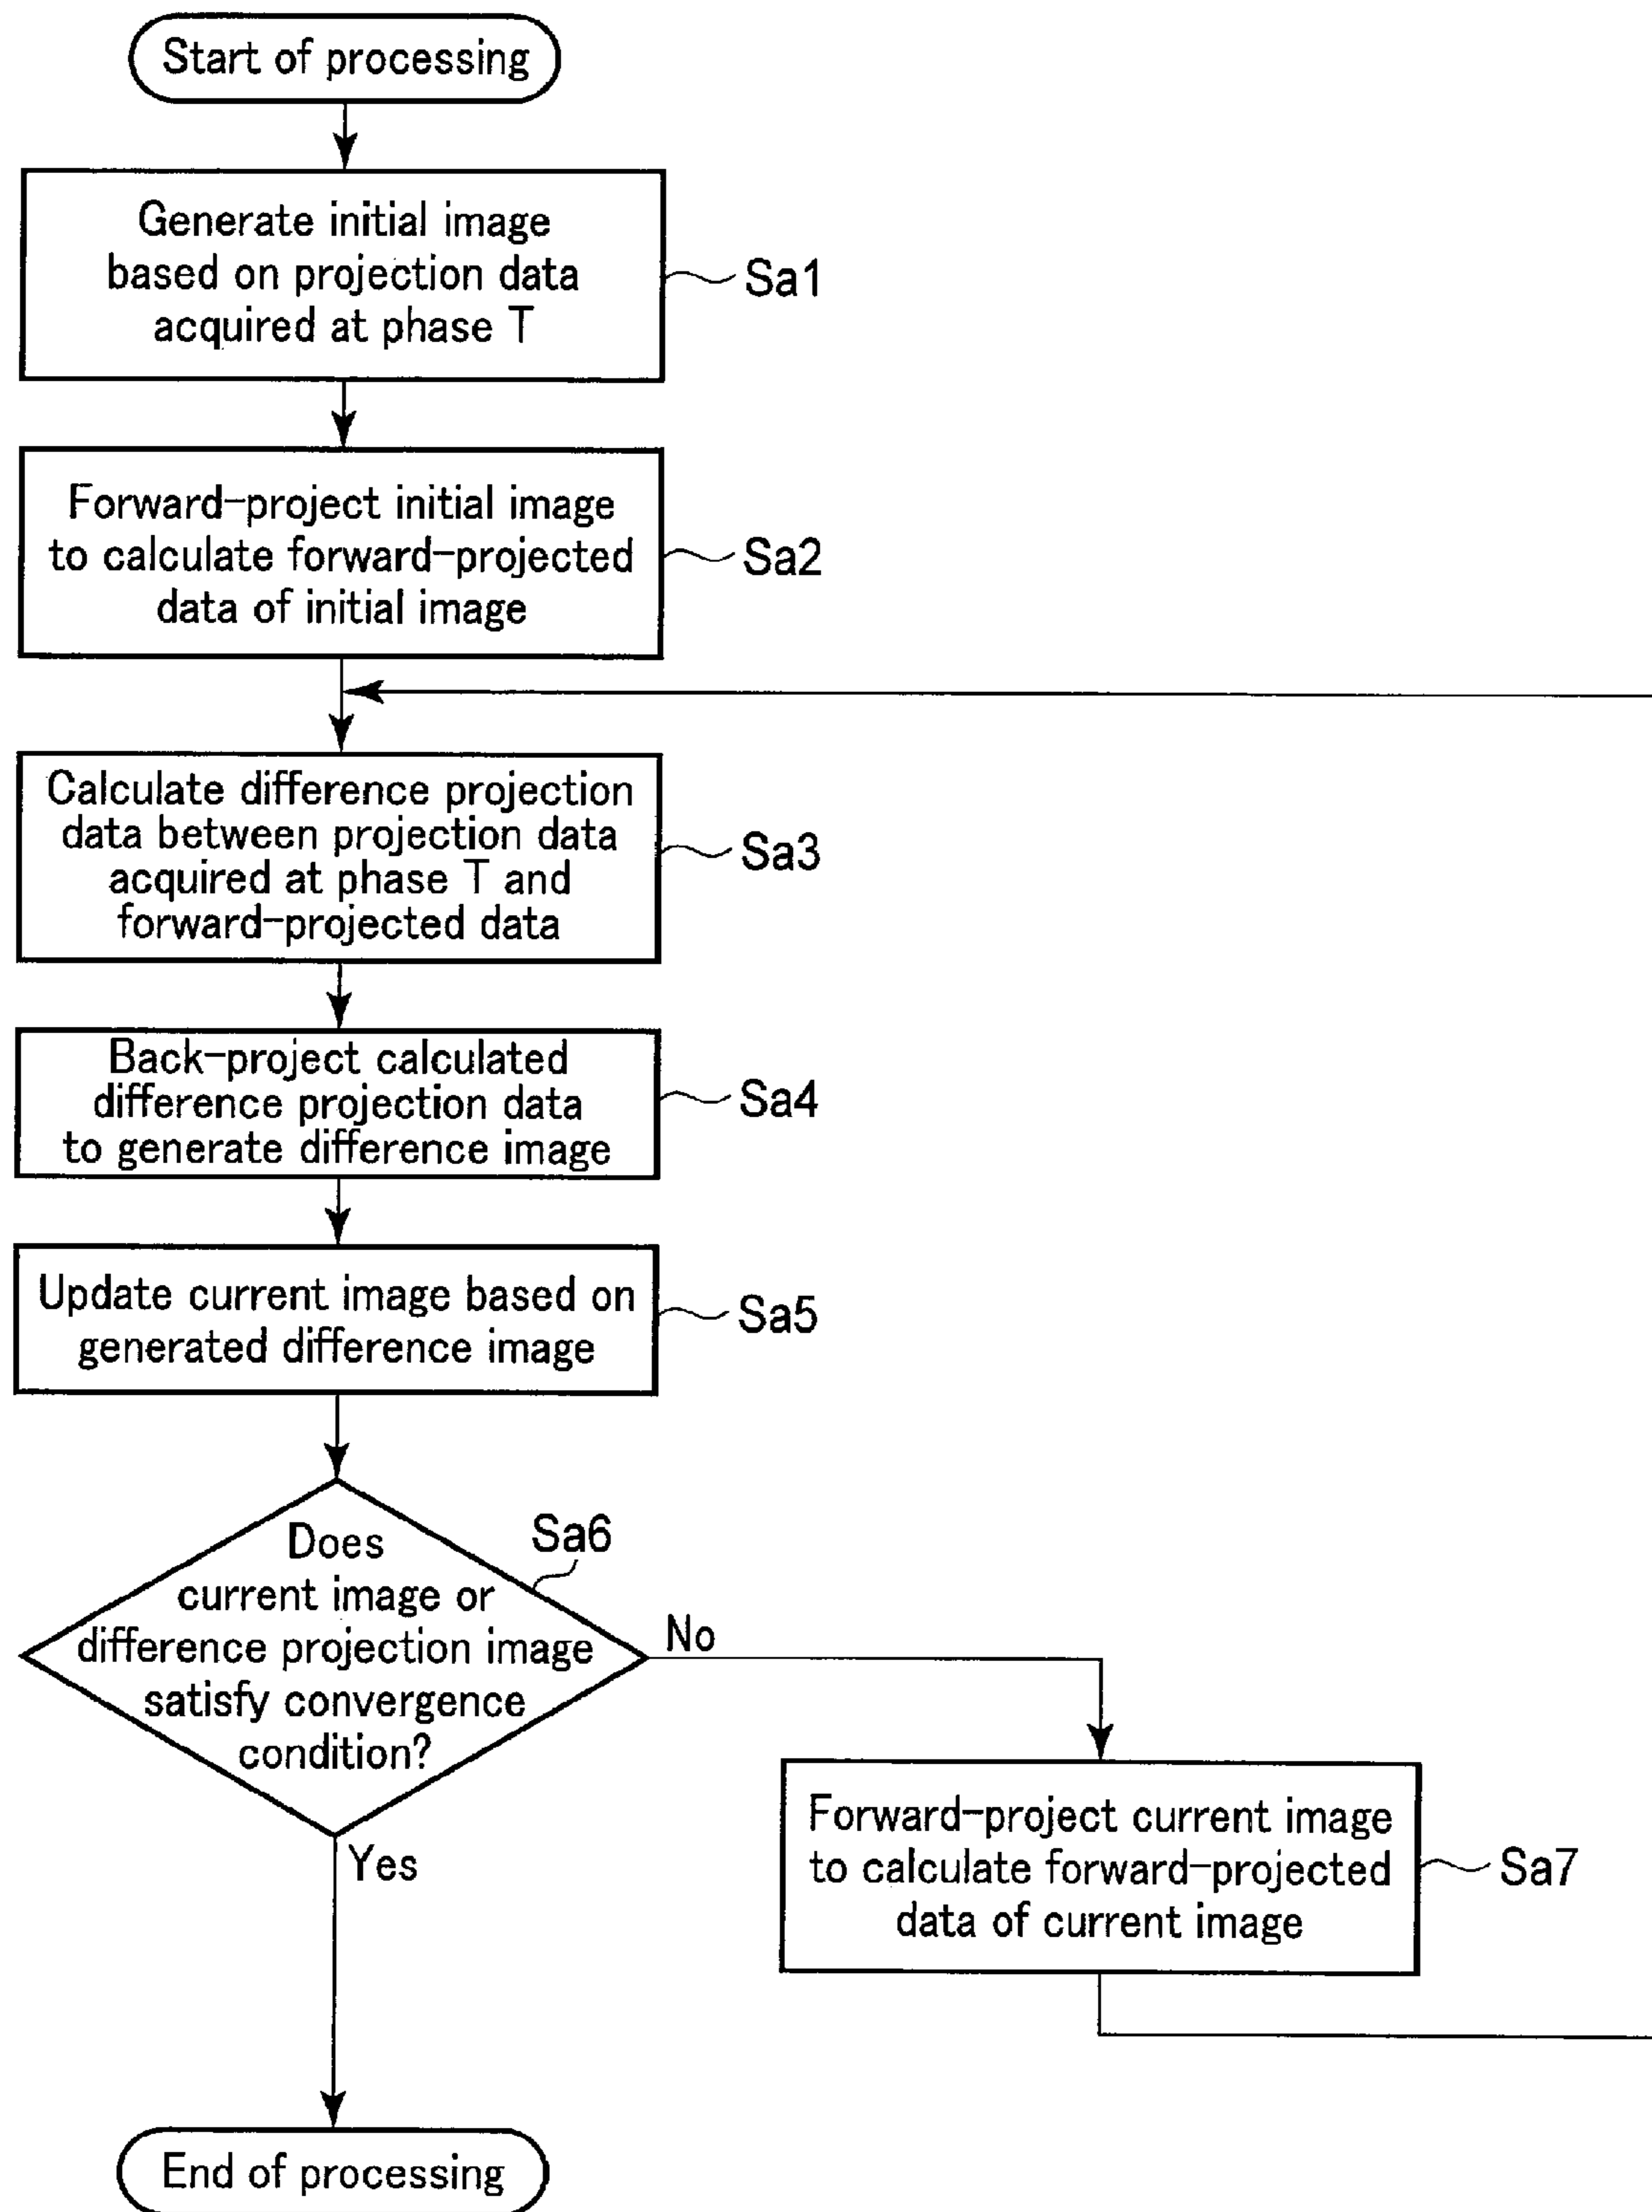 Start of processing
Generate initial image
based on projection data
acquired at phase T
Sa1
Forward-project initial image
to calculate forward-projected
data of initial image
Sa2
Calculate difference projection
data between projection data
acquired at phase T and
forward-projected data
Sa3
Back-project calculated
difference projection data
to generate difference image
Sa4
Update current image based on
generated difference image
Sa5
Does
current image or
difference projection image
satisfy convergence
condition?
Sa6
No
Yes
Forward-project current image
to calculate forward-projected
data of current image
Sa7
End of processing